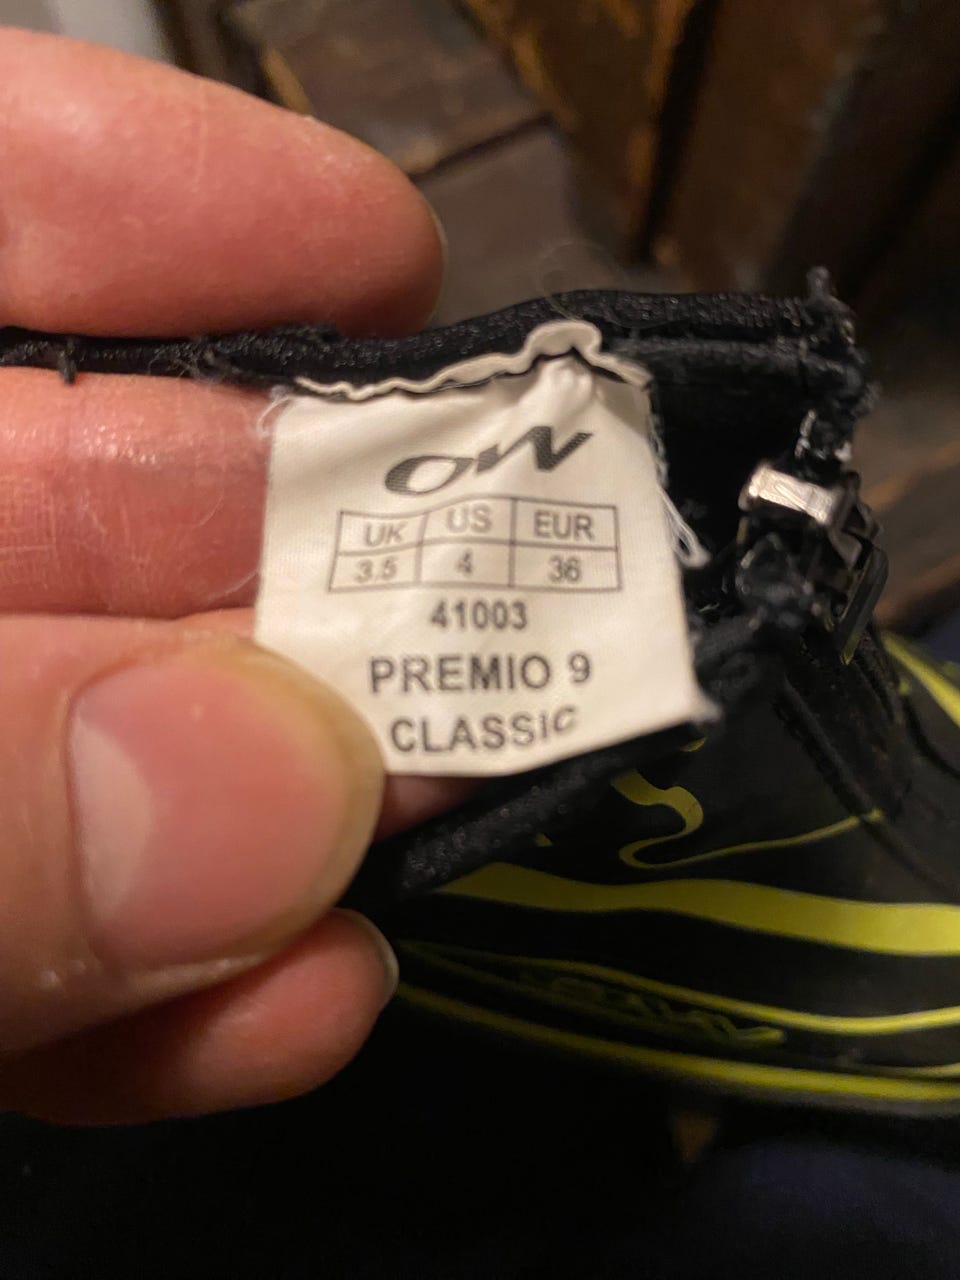 OW
UK US EUR
3.5 4 36
41003
PREMIO 9
CLASSIC